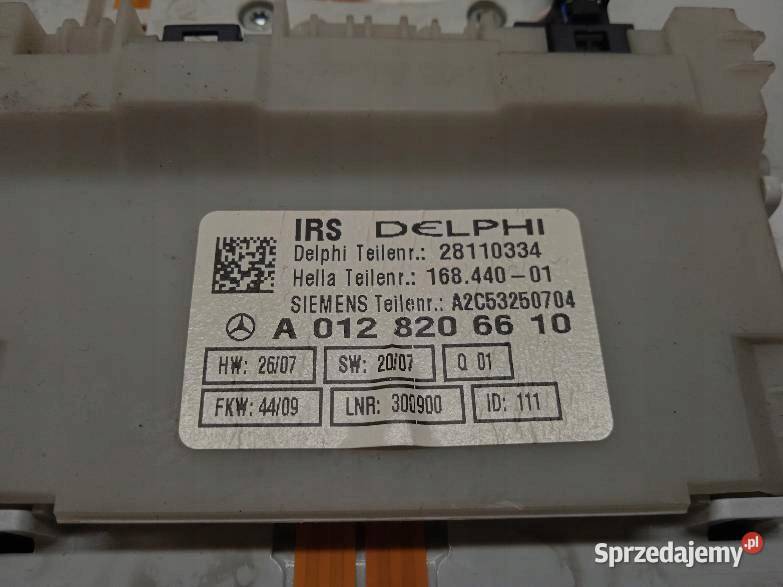 IRS DELPHI
Delphi Teilenr.: 28110334
Hella Teilenr.: 168.440-01
SIEMENS Teilenr.: A2C53250704
A 012 820 66 10
HW: 26/07 SW: 20/07 Q 01
FKW: 44/09 LNR: 300900 ID: 111
Sprzedajemy.pl